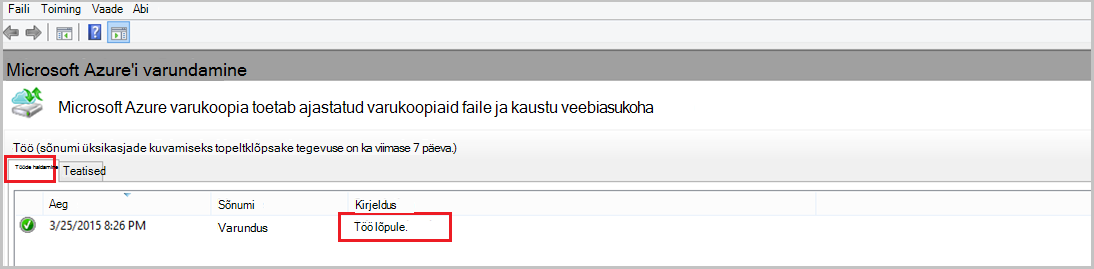 Faili Toiming Vaade Abi
Microsoft Azure'i varundamine
Microsoft Azure varukoopia toetab ajastatud varukoopiaid faile ja kaustu veebiasukoha
Töö (sõnumi üksikasjade kuvamiseks topeltklõpsake tegevuse on ka viimase 7 päeva.)
Tööde haldamine Teatised
Aeg Sõnumi Kirjeldus
3/25/2015 8:26 PM Varundus Töö lõpule.